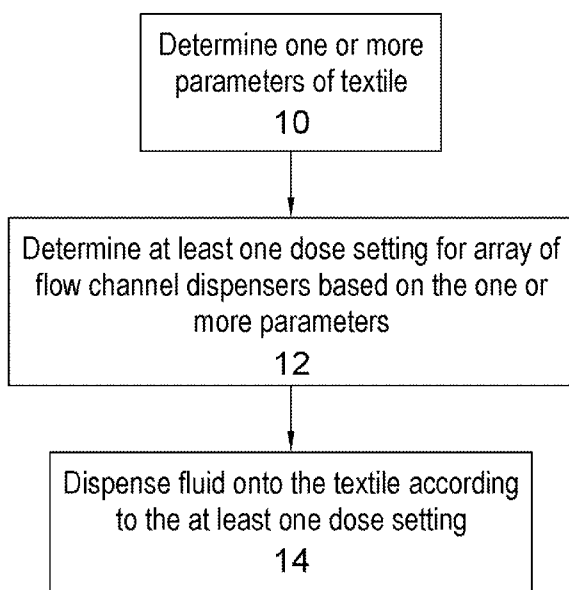 Determine one or more
parameters of textile
10
Determine at least one dose setting for array of
flow channel dispensers based on the one or
more parameters
12
Dispense fluid onto the textile according
to the at least one dose setting
14